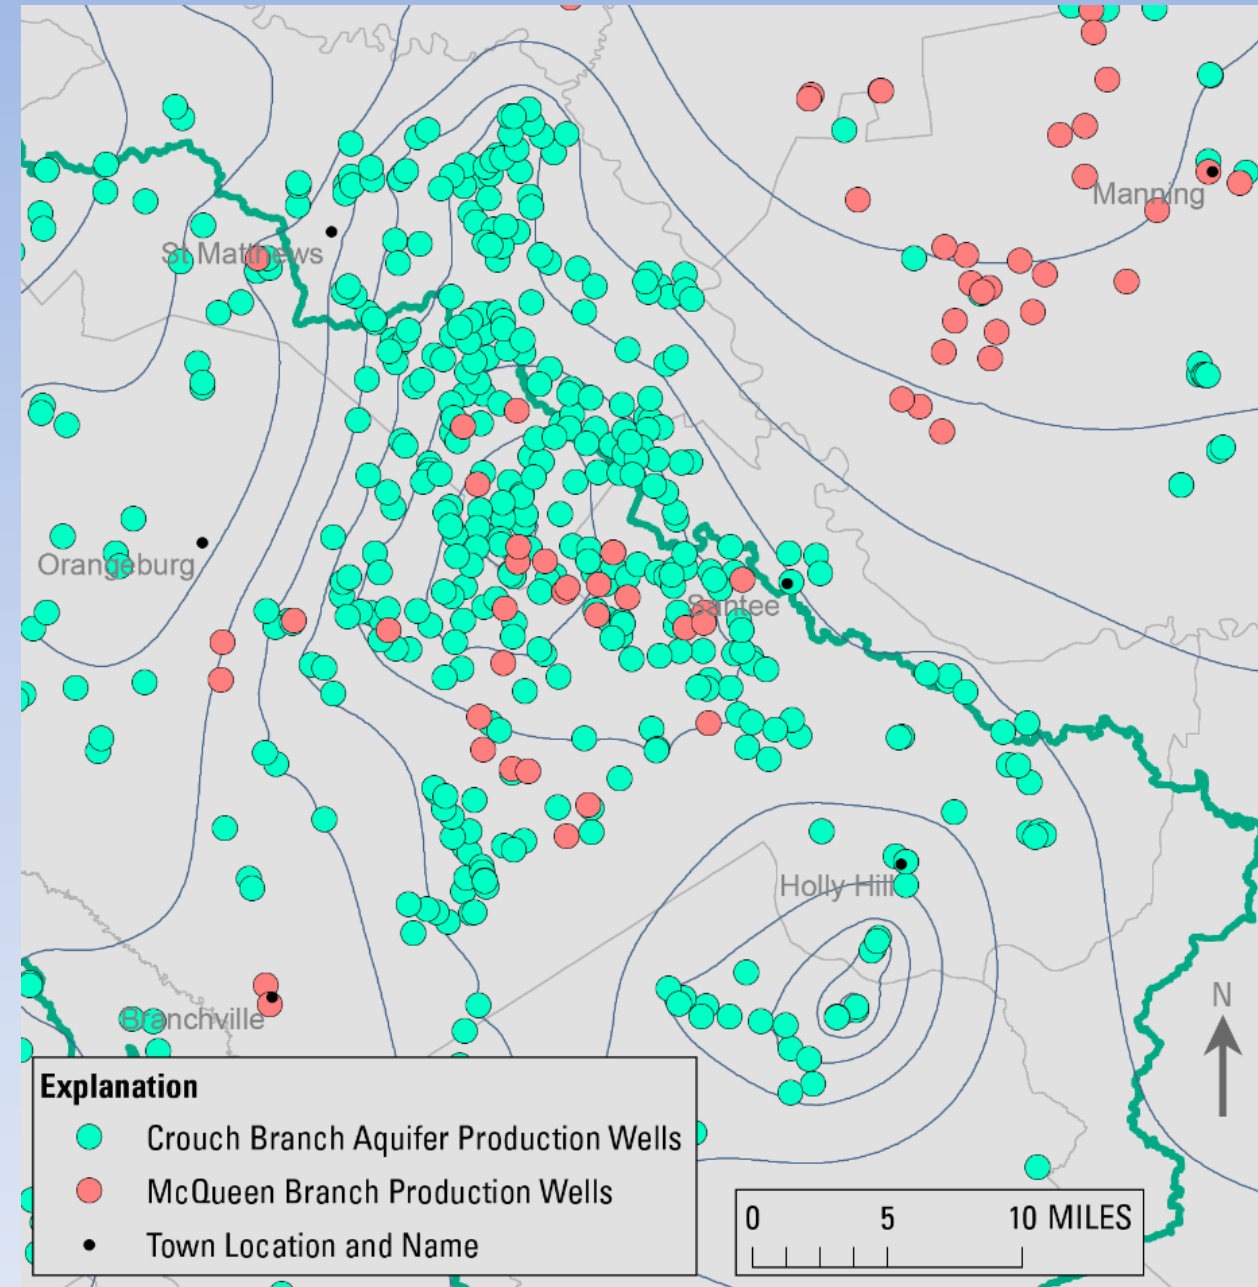 Manning
St Matthews
Orangeburg
Santee
Holly Hill
Branchville
N
Explanation
Crouch Branch Aquifer Production Wells
McQueen Branch Production Wells
Town Location and Name
0 5 10 MILES